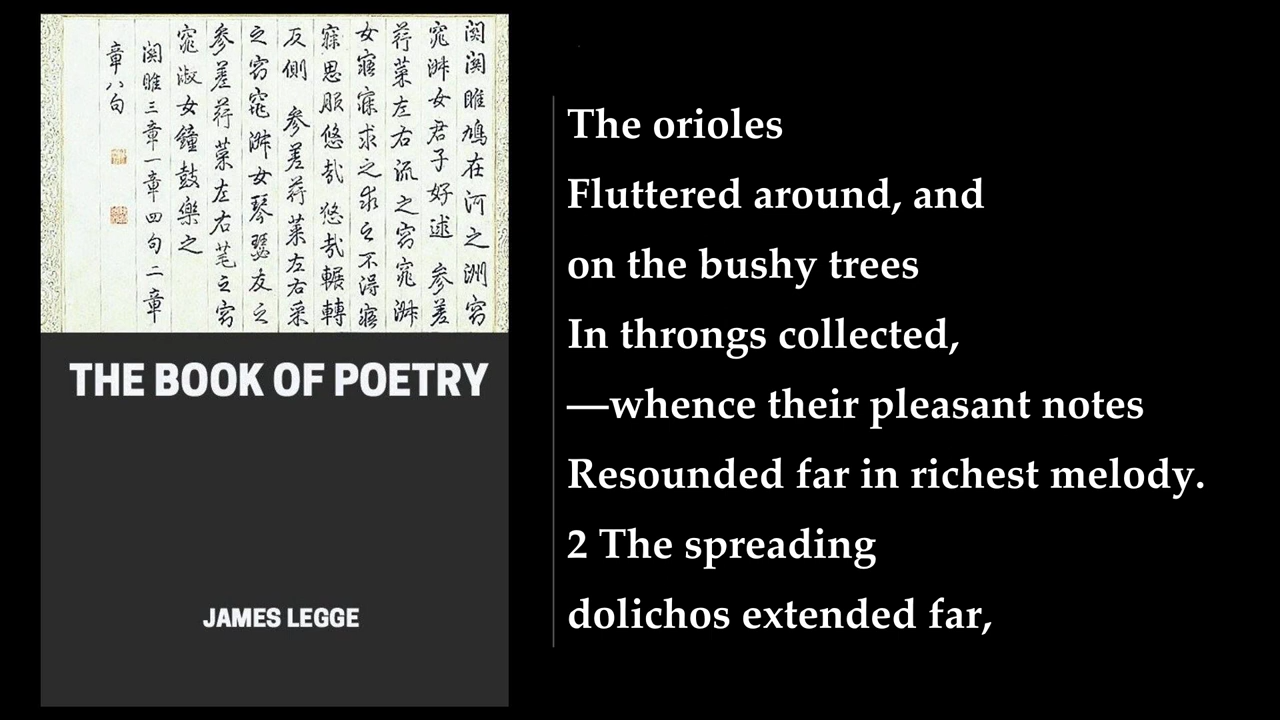 关关雎鳩在河之洲窈
窕淑女君子好逑 參差
荇菜左右流之窈窕淑
女寤寐求之求之不得寤
寐思服悠哉悠哉輾轉
反側 參差荇菜左右采
之窈窕淑女琴瑟友之
參差荇菜左右芼之窈
窕淑女鐘鼓樂之
关雎三章一章四句二章
章八句
THE BOOK OF POETRY
JAMES LEGGE
The orioles
Fluttered around, and
on the bushy trees
In throngs collected,
—whence their pleasant notes
Resounded far in richest melody.
2 The spreading
dolichos extended far,